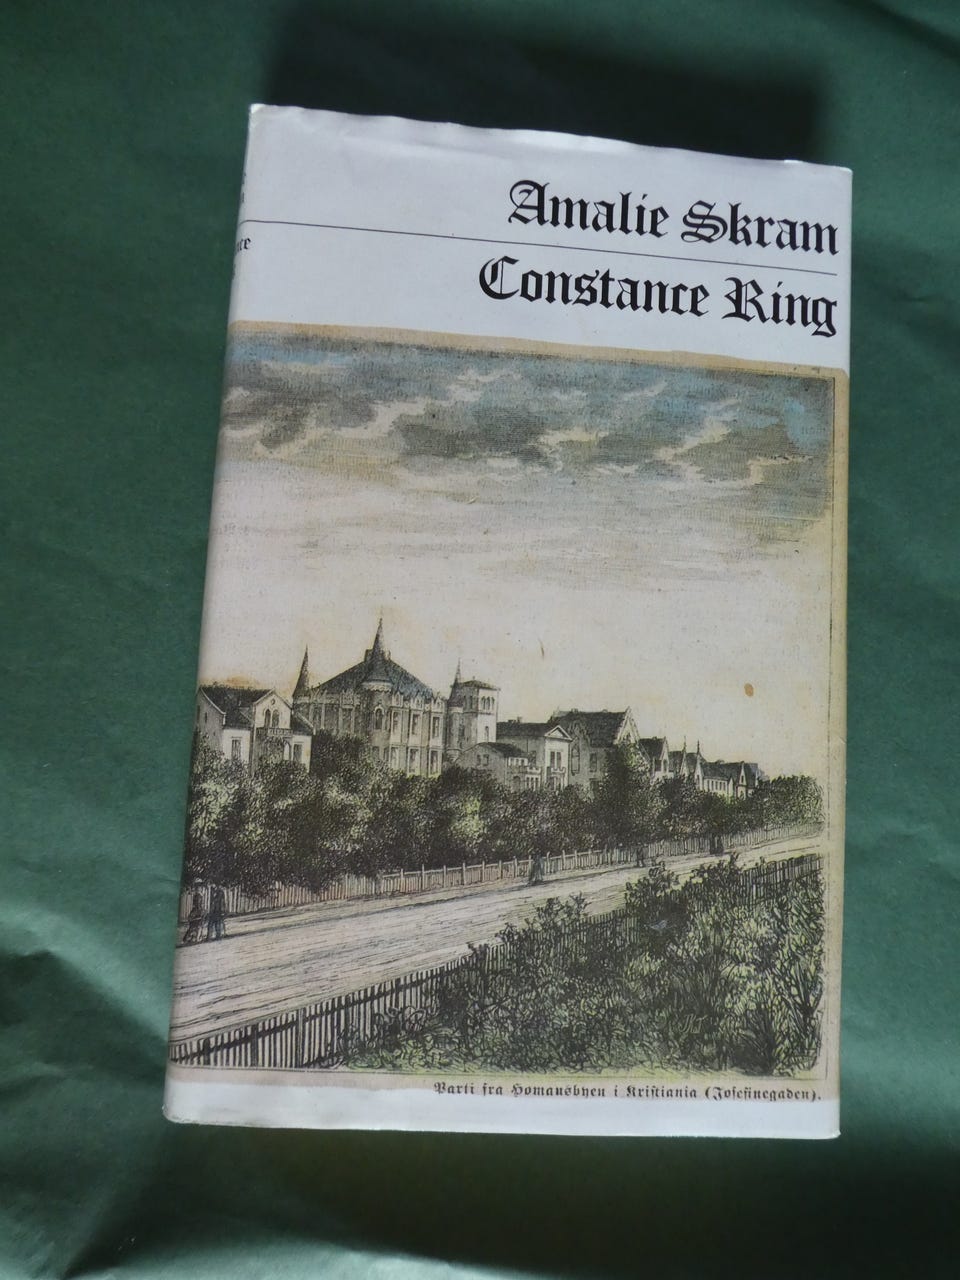 Amalie Skram
Constance Ring
Parti fra Homansbyen i Kristiania (Josefinegaden).